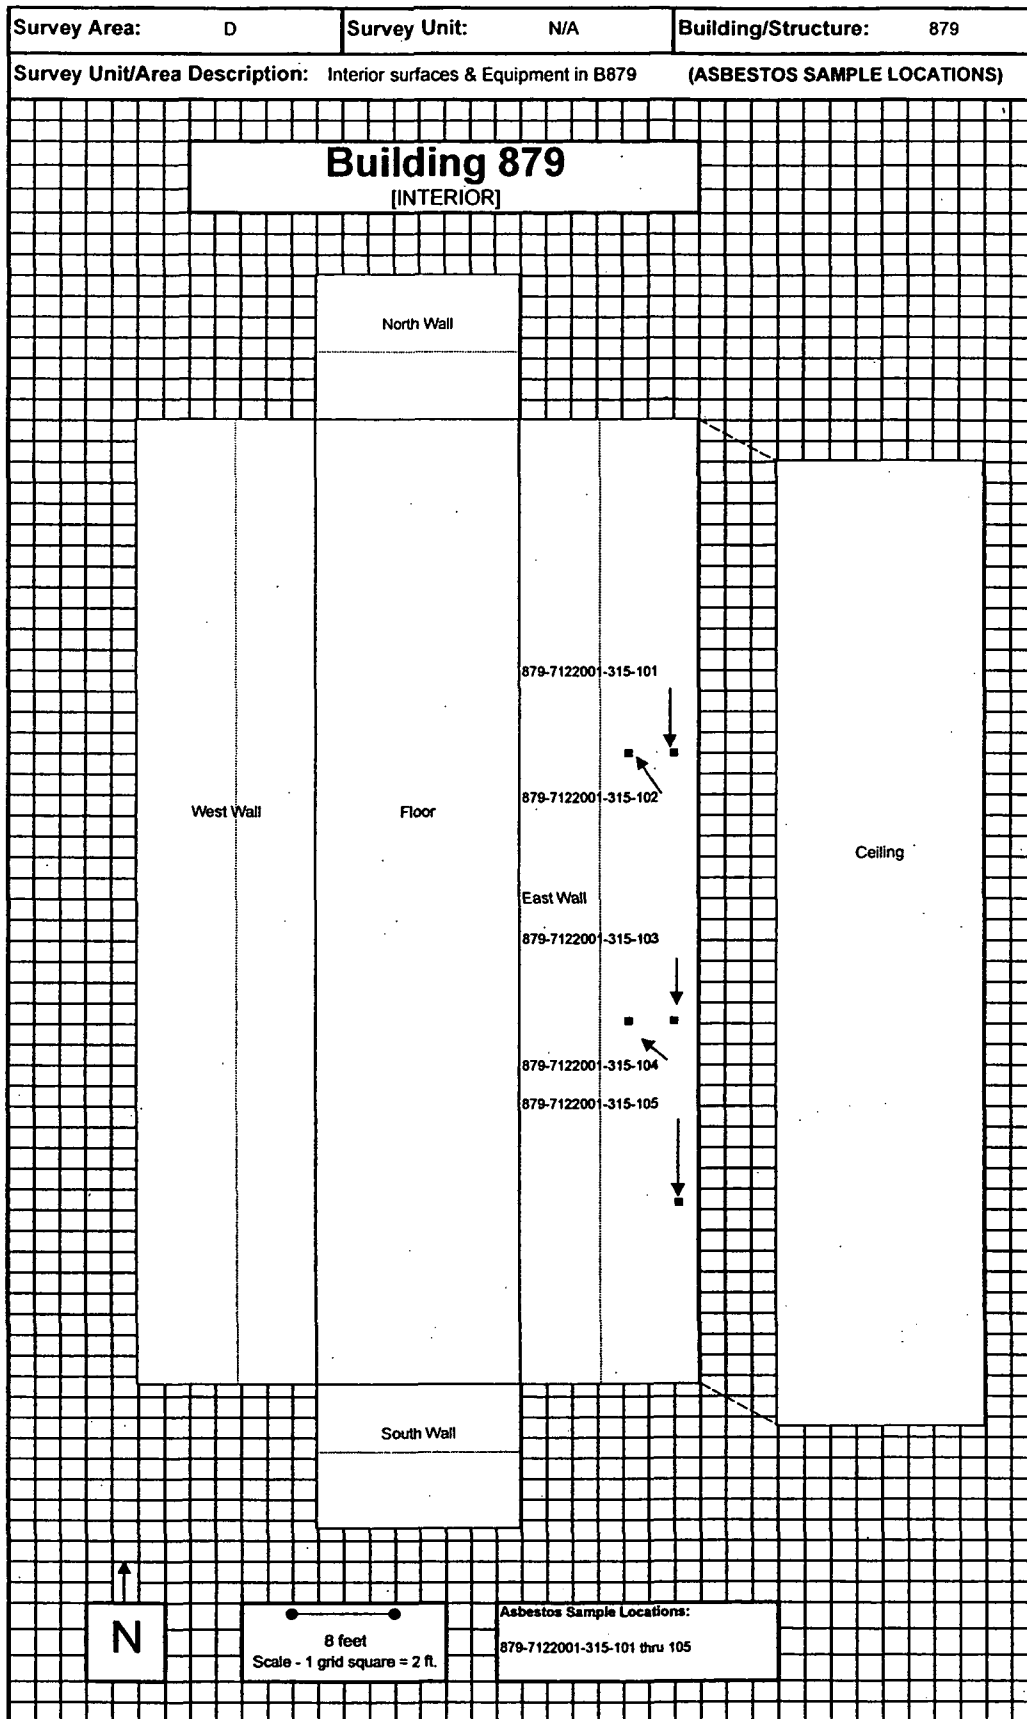 Survey Area: D Survey Unit: N/A Building/Structure: 879
Survey Unit/Area Description: Interior surfaces & Equipment in B879 (ASBESTOS SAMPLE LOCATIONS)
Building 879
[INTERIOR]
North Wall
879-7122001-315-101
879-7122001-315-102
West Wall
Floor
Ceiling
East Wall
879-7122001-315-103
879-7122001-315-104
879-7122001-315-105
South Wall
N
8 feet
Scale - 1 grid square = 2 ft.
Asbestos Sample Locations:
879-7122001-315-101 thru 105